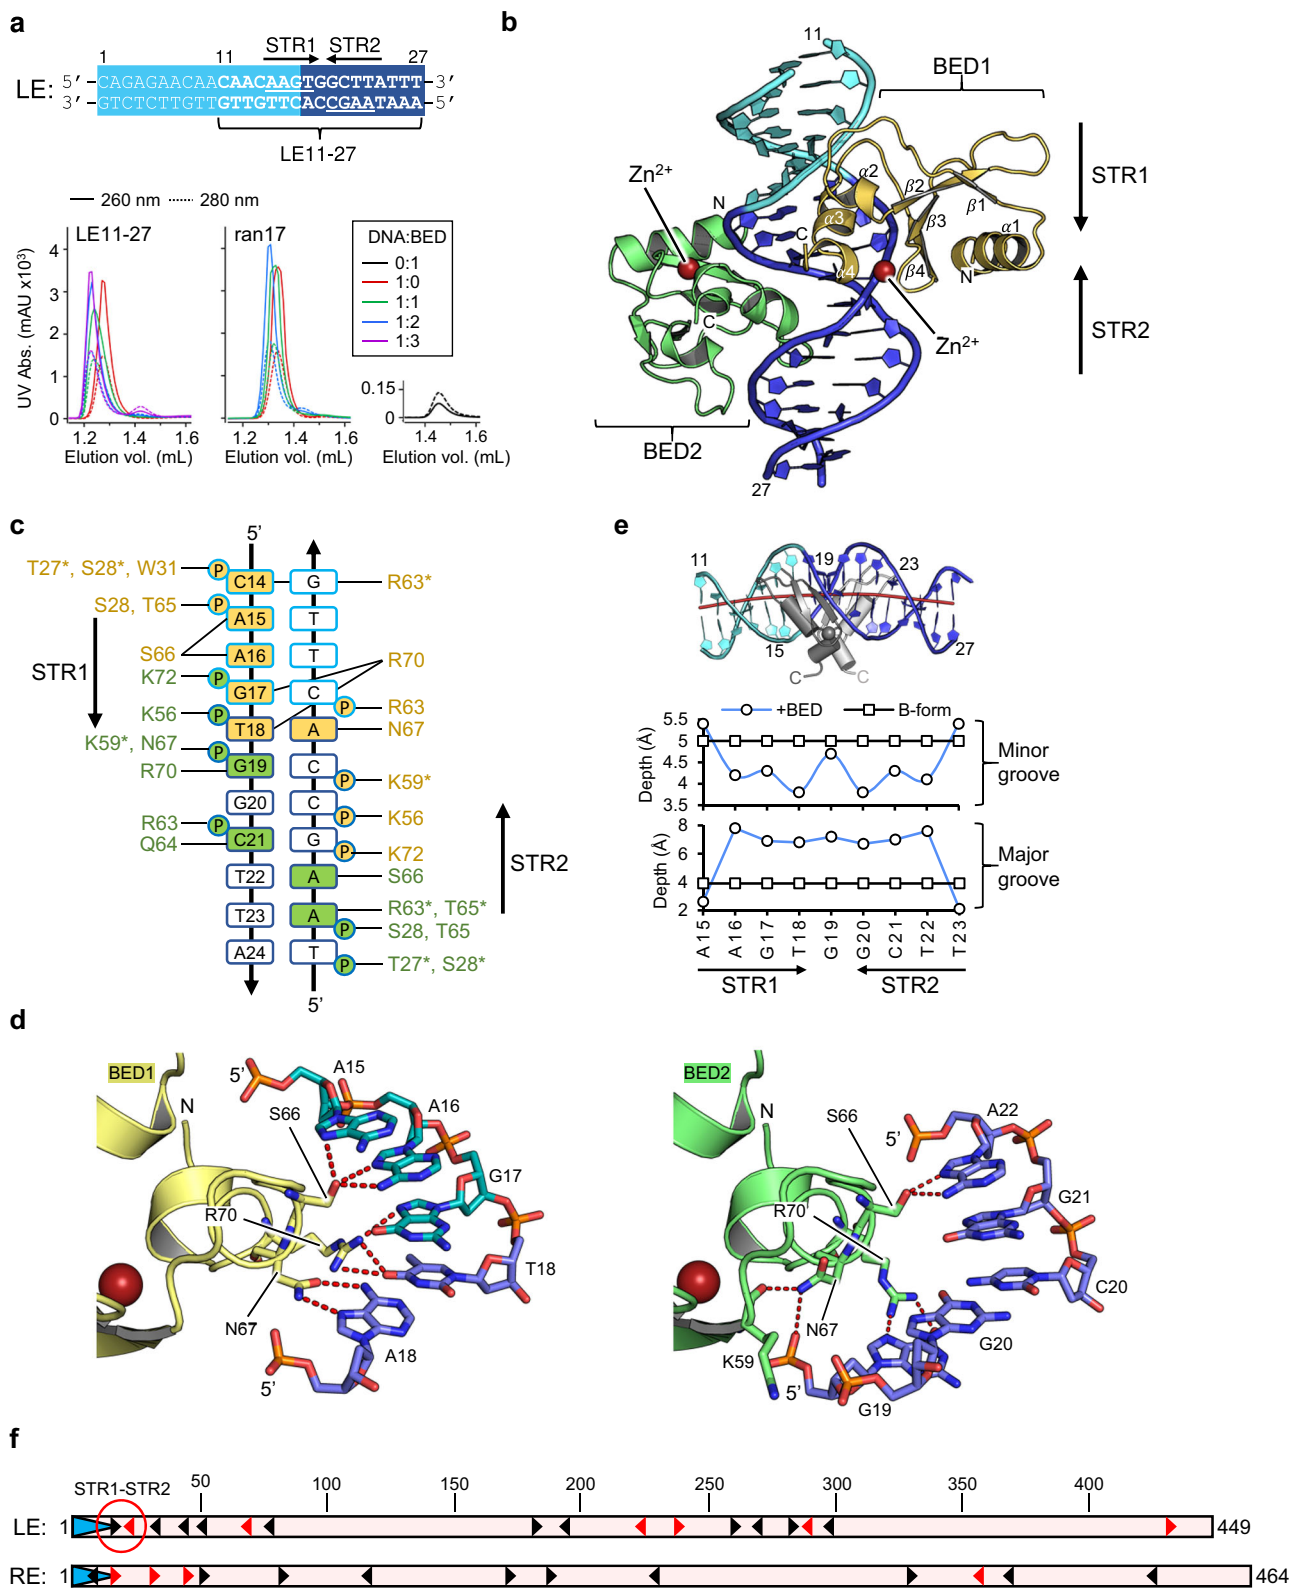 a
1 11 STR1 STR2 27
LE: 5′ CAGAGAACAACAACAAGTGGCTTATTT 3′
3′ GTCTCTTGTTGTTGTTCACCGAATAAA 5′
LE11-27
260 nm 280 nm
LE11-27
ran17
DNA:BED
0:1
1:0
1:1
1:2
1:3
UV Abs. (mAU x10³)
4
3
2
1
0
0.15
0
1.2 1.4 1.6
1.2 1.4 1.6
1.4 1.6
Elution vol. (mL)
Elution vol. (mL)
Elution vol. (mL)
b
11
BED1
Zn²⁺
STR1
N
α2
β2
β1
α3
β3
α1
C
α4
β4
N
C
Zn²⁺
STR2
BED2
27
c
5’
T27*, S28*, W31 P C14 G R63*
S28, T65 P A15 T
S66 A16 T R70
STR1
K72 P G17 C
P R63
K56 P T18 A N67
K59*, N67 P G19 C
R70
P K59*
G20 C
R63 P
P K56
Q64 C21 G
P K72
STR2
T22 A S66
T23 A R63*, T65*
P S28, T65
A24 T
P T27*, S28*
5’
d
BED1
N
5’
A15
A16
S66
G17
R70
T18
N67
A18
5’
BED2
N
S66
A22
5’
G21
R70
C20
N67
G20
K59
5’
G19
e
11 19 23
15 27
C C
+BED B-form
Depth (Å)
5.5
5
4.5
4
3.5
Minor groove
Depth (Å)
8
6
4
2
Major groove
A15 A16 G17 T18 G19 G20 C21 T22 T23
STR1 STR2
f
STR1-STR2
50 100 150 200 250 300 350 400
LE: 1 449
RE: 1 464